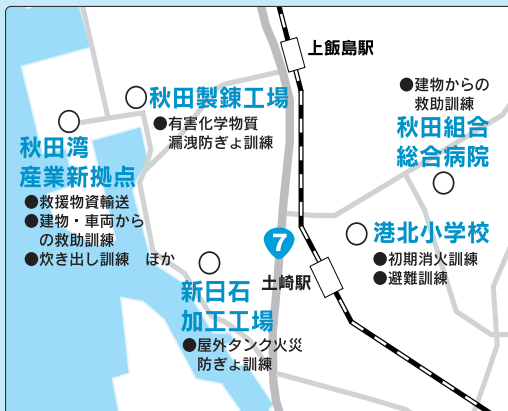 上飯島駅
秋田製錬工場
●有害化学物質
漏洩防ぎょ訓練
●建物からの
救助訓練
秋田組合
総合病院
秋田湾
産業新拠点
●救援物資輸送
●建物・車両から
の救助訓練
●炊き出し訓練　ほか
港北小学校
●初期消火訓練
●避難訓練
7
土崎駅
新日石
加工工場
●屋外タンク火災
防ぎょ訓練